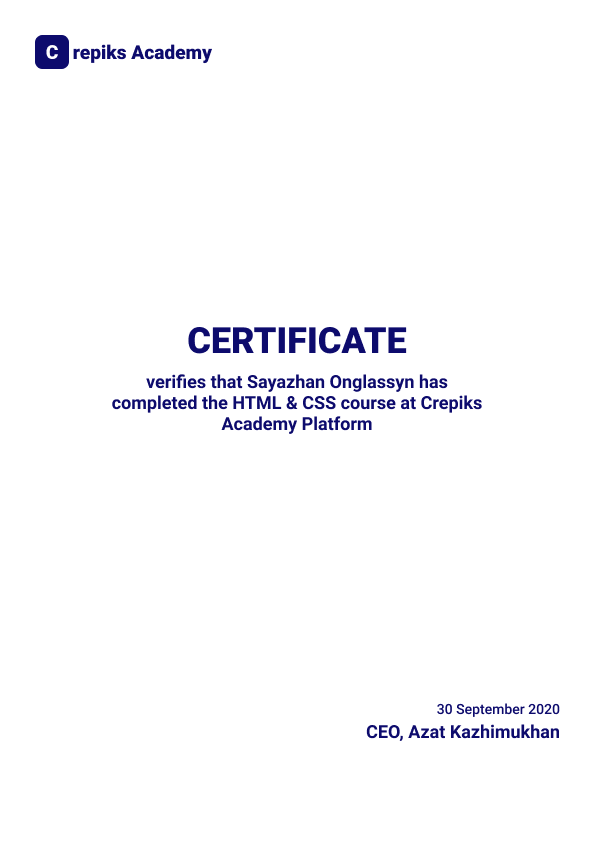 Crepiks Academy
CERTIFICATE
verifies that Sayazhan Onglassyn has
completed the HTML & CSS course at Crepiks
Academy Platform
30 September 2020
CEO, Azat Kazhimukhan